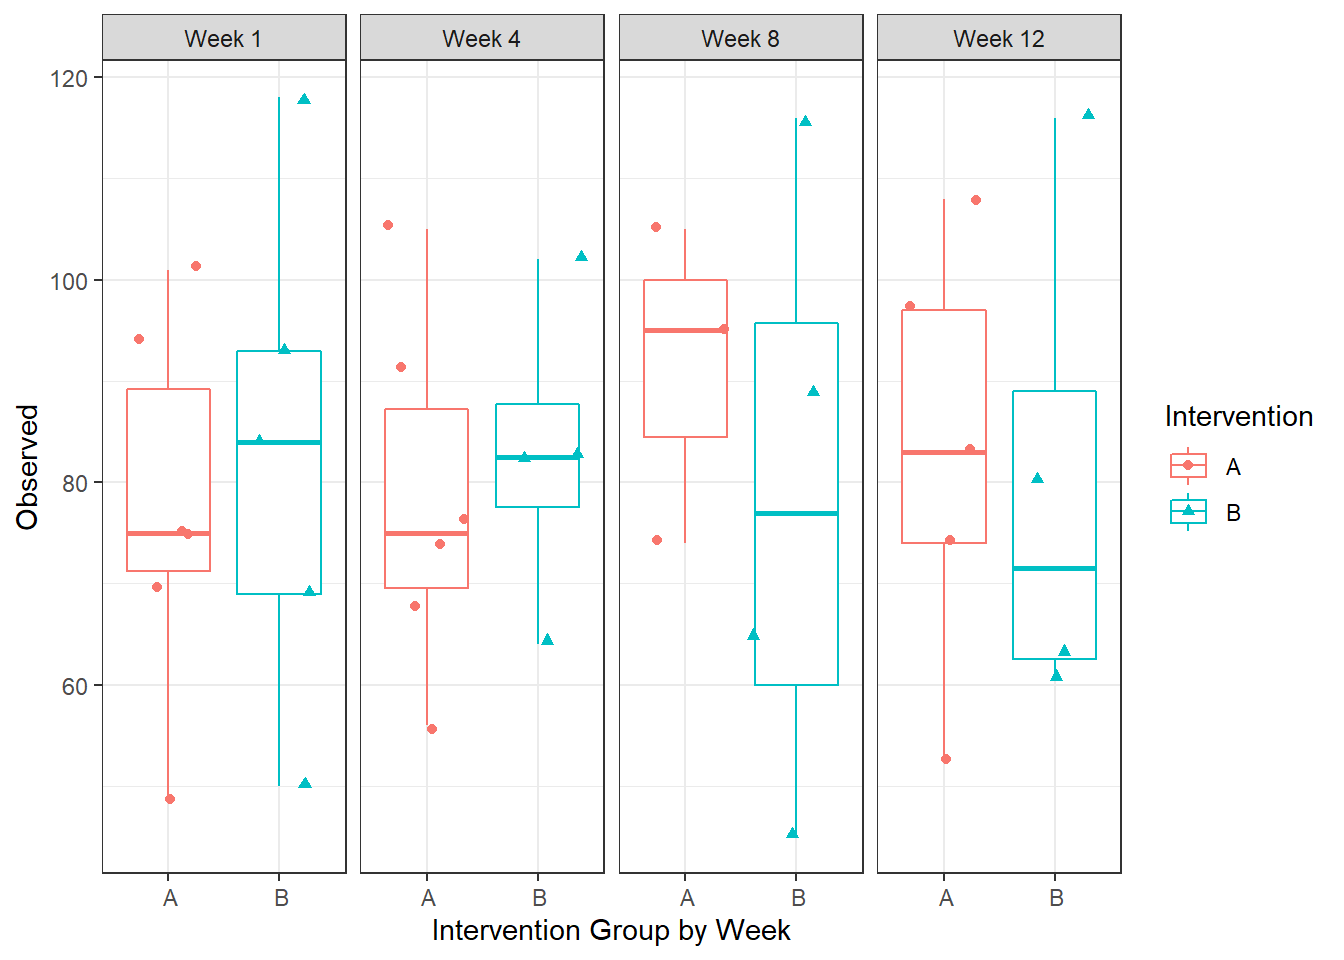 Week 1 Week 4 Week 8 Week 12
120
100
80
60
Observed
A B A B A B A B
Intervention Group by Week
Intervention
A
B